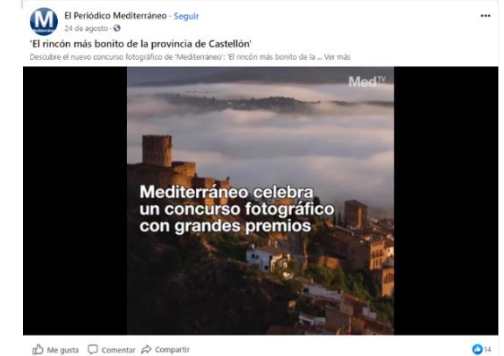 M
El Periódico Mediterráneo · Seguir
24 de agosto ·
'El rincón más bonito de la provincia de Castellón'
Descubre el nuevo concurso fotográfico de 'Mediterráneo': 'El rincón más bonito de la ... Ver más
MedTV
Mediterráneo celebra
un concurso fotográfico
con grandes premios
Me gusta Comentar Compartir 14